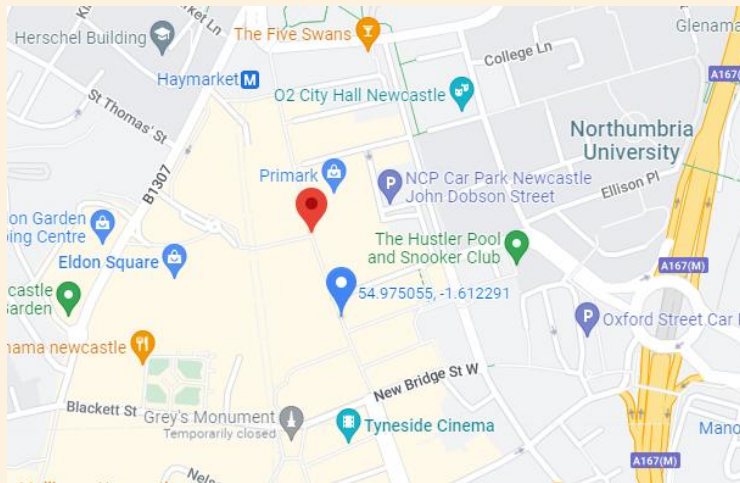 Market Ln
Herschel Building
The Five Swans
College Ln
Glenama
Haymarket M
A167(M)
St Thomas' St
O2 City Hall Newcastle
Northumbria
University
B1307
Primark
P
NCP Car Park Newcastle
John Dobson Street
Ellison Pl
on Garden
ping Centre
Eldon Square
The Hustler Pool
and Snooker Club
A167(M)
castle
Garden
54.975055, -1.612291
P
Oxford Street Car
nama newcastle
New Bridge St W
Blackett St
Grey's Monument
Temporarily closed
Tyneside Cinema
Mano
A167(M)
Nels